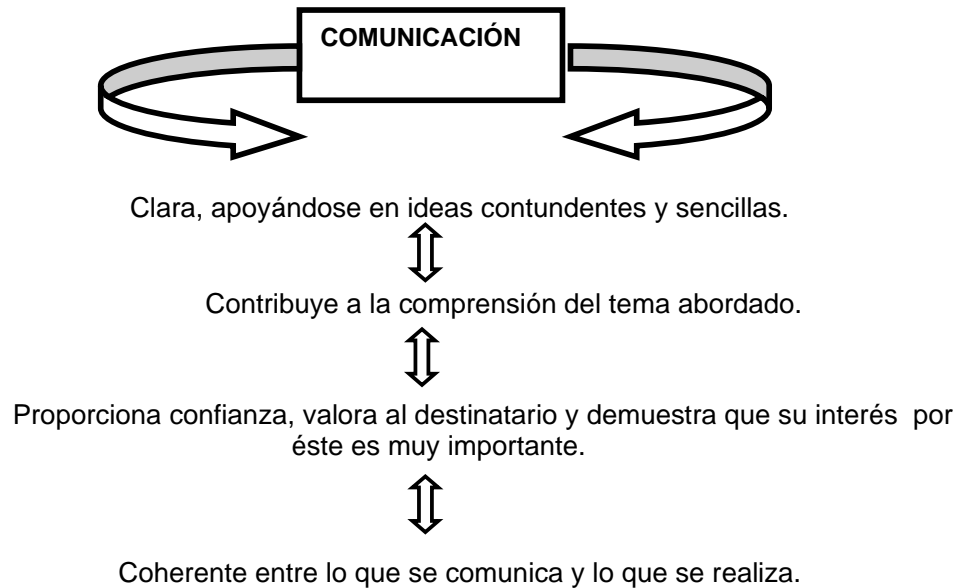 COMUNICACIÓN
Clara, apoyándose en ideas contundentes y sencillas.
Contribuye a la comprensión del tema abordado.
Proporciona confianza, valora al destinatario y demuestra que su interés por
éste es muy importante.
Coherente entre lo que se comunica y lo que se realiza.